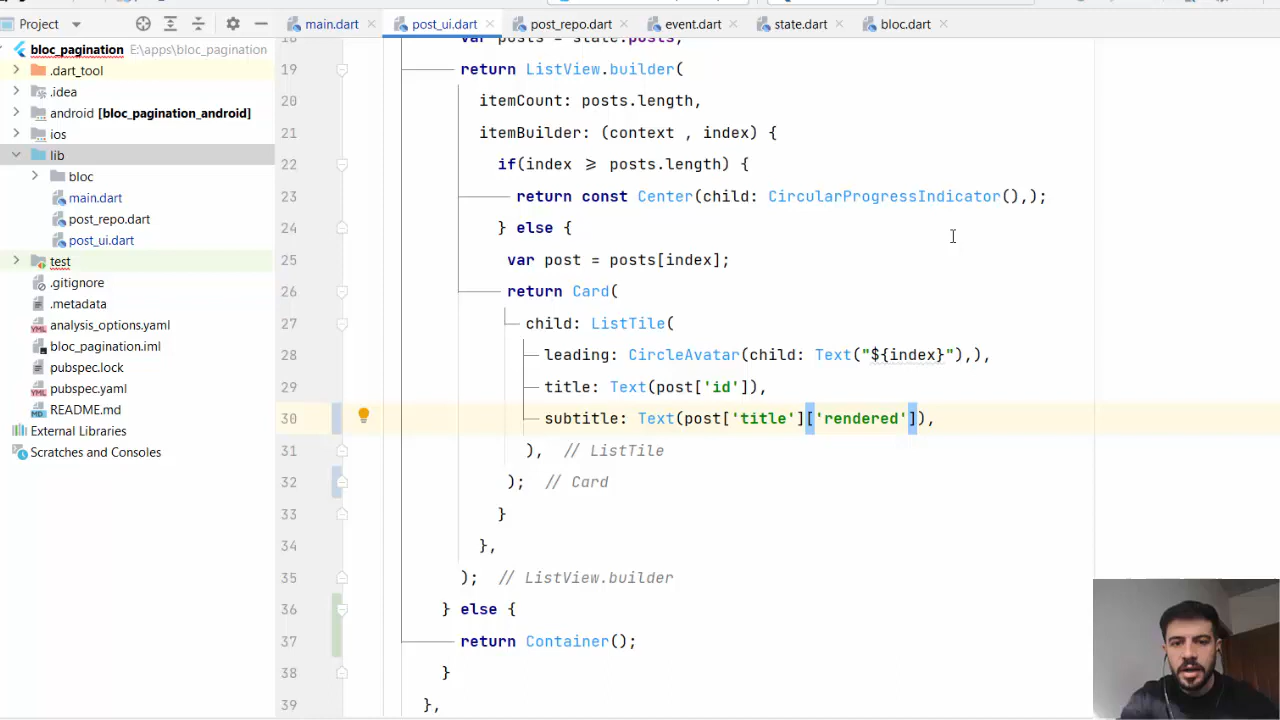 Project
main.dart
post_ui.dart
post_repo.dart
event.dart
state.dart
bloc.dart
bloc_pagination E:\apps\bloc_pagination
.dart_tool
.idea
android [bloc_pagination_android]
ios
lib
bloc
main.dart
post_repo.dart
post_ui.dart
test
.gitignore
.metadata
analysis_options.yaml
bloc_pagination.iml
pubspec.lock
pubspec.yaml
README.md
External Libraries
Scratches and Consoles
18 var posts = state.posts;
19 return ListView.builder(
20 itemCount: posts.length,
21 itemBuilder: (context , index) {
22 if(index ≥ posts.length) {
23 return const Center(child: CircularProgressIndicator(),);
24 } else {
25 var post = posts[index];
26 return Card(
27 child: ListTile(
28 leading: CircleAvatar(child: Text("${index}"),),
29 title: Text(post['id']),
30 subtitle: Text(post['title']['rendered']),
31 ), // ListTile
32 ); // Card
33 }
34 },
35 ); // ListView.builder
36 } else {
37 return Container();
38 }
39 },